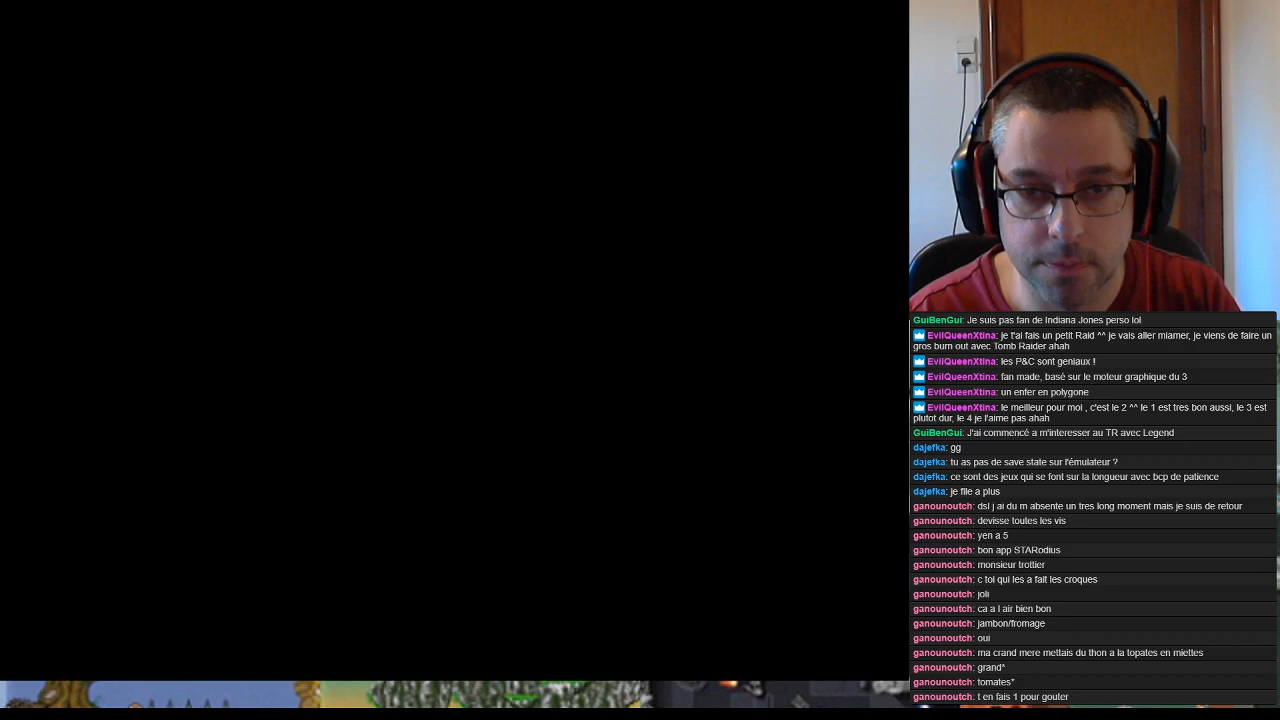 GuiBenGui: Je suis pas fan de Indiana Jones perso lol
EvilQueenXtina: je t'ai fais un petit Raid ^^ je vais aller miamer, je viens de faire un
gros burn out avec Tomb Raider ahah
EvilQueenXtina: les P&C sont geniaux !
EvilQueenXtina: fan made, basé sur le moteur graphique du 3
EvilQueenXtina: un enfer en polygone
EvilQueenXtina: le meilleur pour moi , c'est le 2 ^^ le 1 est tres bon aussi, le 3 est
plutot dur, le 4 je l'aime pas ahah
GuiBenGui: J'ai commencé a m'interesser au TR avec Legend
dajefka: gg
dajefka: tu as pas de save state sur l'émulateur ?
dajefka: ce sont des jeux qui se font sur la longueur avec bcp de patience
dajefka: je file a plus
ganounoutch: dsl j ai du m absente un tres long moment mais je suis de retour
ganounoutch: devisse toutes les vis
ganounoutch: yen a 5
ganounoutch: bon app STARodius
ganounoutch: monsieur trottier
ganounoutch: c toi qui les a fait les croques
ganounoutch: joli
ganounoutch: ca a l air bien bon
ganounoutch: jambon/fromage
ganounoutch: oui
ganounoutch: ma crand mere mettais du thon a la topates en miettes
ganounoutch: grand*
ganounoutch: tomates*
ganounoutch: t en fais 1 pour gouter